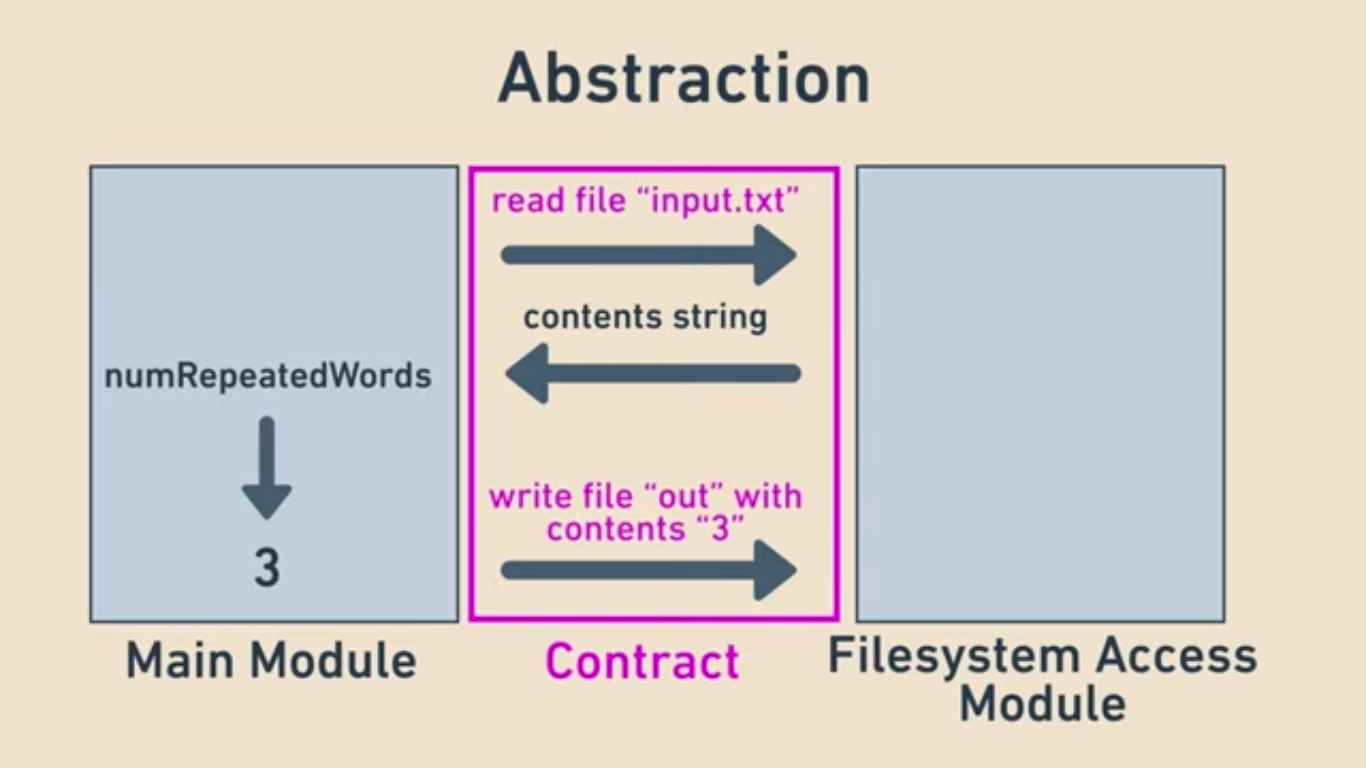 Abstraction
read file “input.txt”
contents string
numRepeatedWords
write file “out” with
contents “3”
3
Main Module
Contract
Filesystem Access
Module